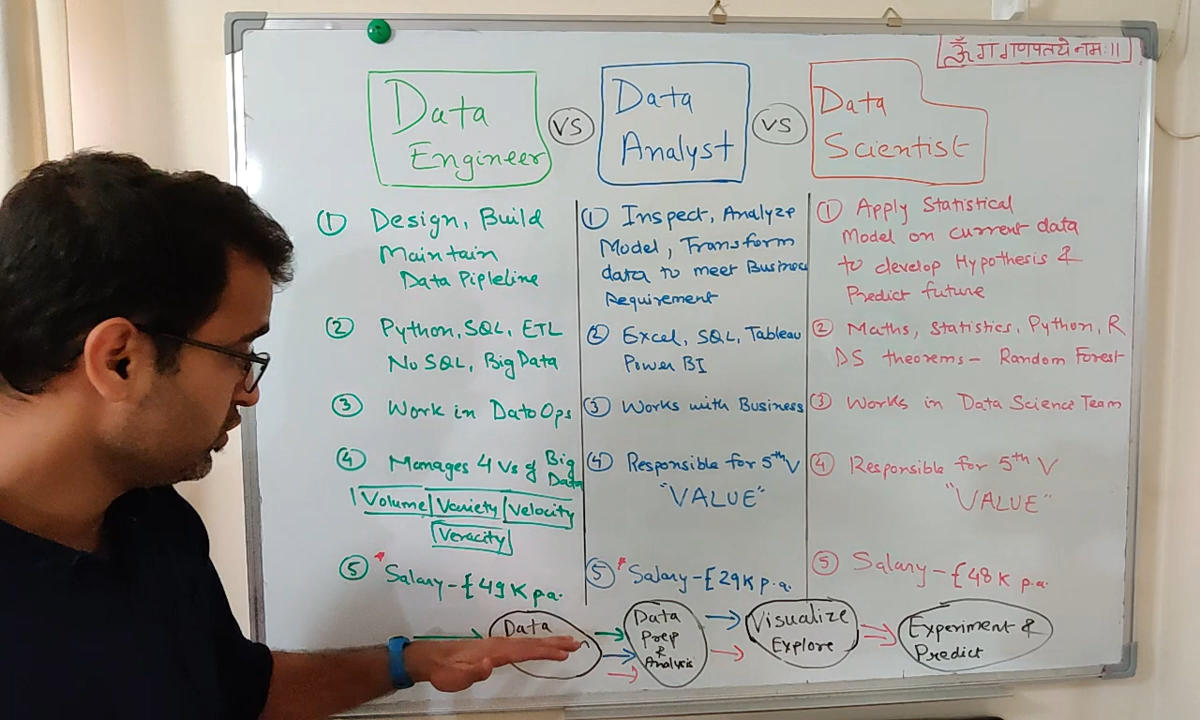 ॐ गं गणपतये नमः॥
Data
Engineer
VS
Data
Analyst
VS
Data
Scientist
① Design, Build
Maintain
Data Pipleline
② Python, SQL, ETL
No SQL, Big Data
③ Work in DataOps
④ Manages 4 Vs of Big
Data
Volume Variety Velocity
Veracity
⑤ *Salary - £49K pa.
① Inspect, Analyze
Model, Transform
data to meet Business
Requirement
② Excel, SQL, Tableau
Power BI
③ Works with Business
④ Responsible for 5th V
"VALUE"
⑤ *Salary - £29K p.a.
① Apply Statistical
Model on current data
to develop Hypothesis &
Predict future
② Maths, Statistics, Python, R
DS theorems - Random Forest
③ Works in Data Science Team
④ Responsible for 5th V
"VALUE"
⑤ Salary - £48K p.a.
Data
Data
Prep
&
Analysis
Visualize
Explore
Experiment &
Predict